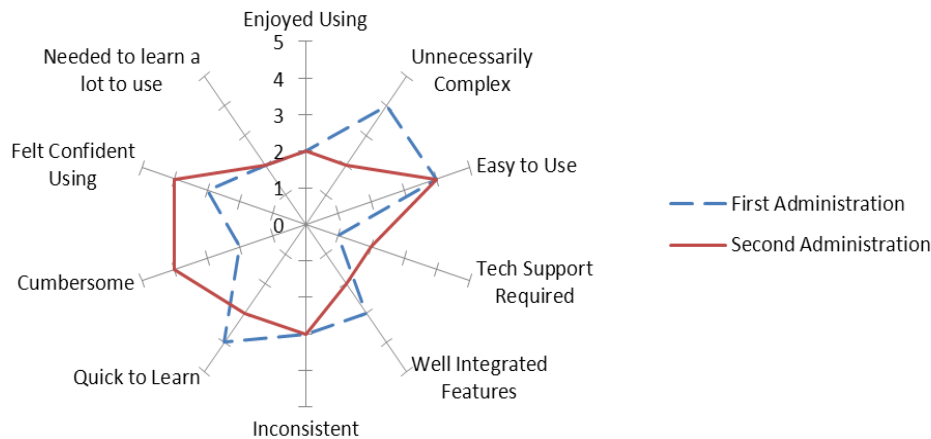 Enjoyed Using
5
4
3
2
1
0
Unnecessarily
Complex
Easy to Use
Tech Support
Required
Well Integrated
Features
Inconsistent
Quick to Learn
Cumbersome
Felt Confident
Using
Needed to learn a
lot to use
First Administration
Second Administration